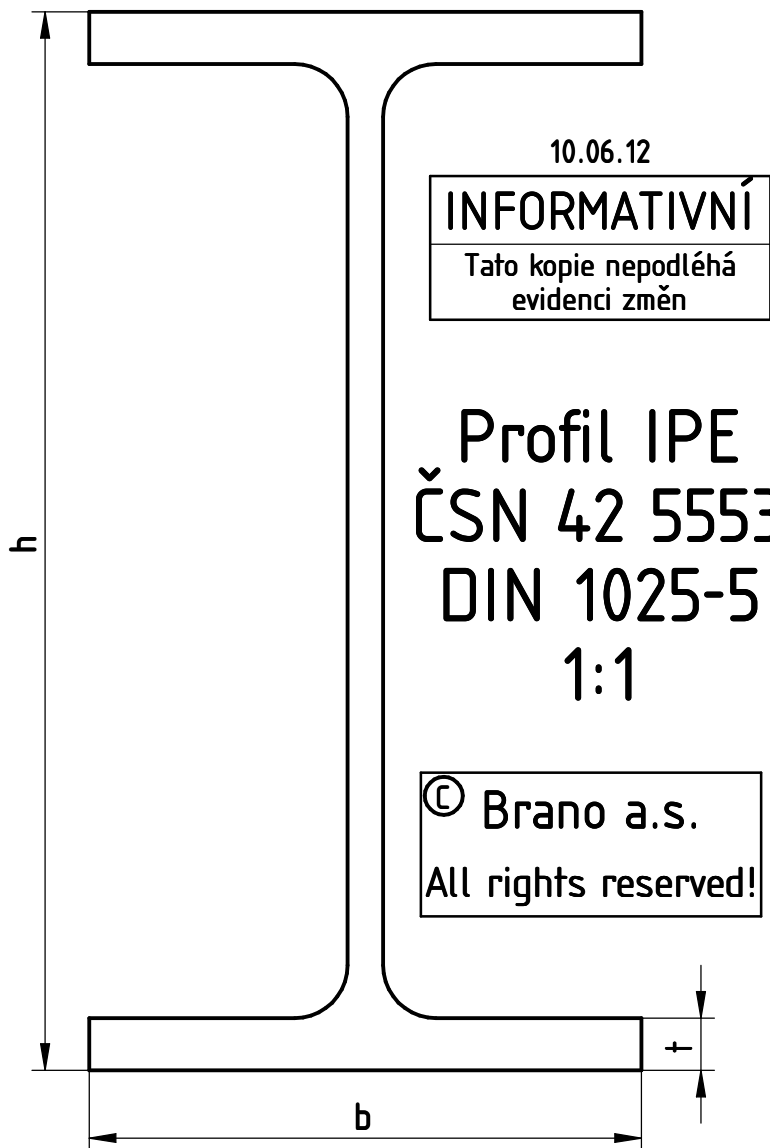 10.06.12
INFORMATIVNÍ
Tato kopie nepodléhá
evidenci změn
Profil IPE
ČSN 42 5553
DIN 1025-5
1:1
h
© Brano a.s.
All rights reserved!
t
b